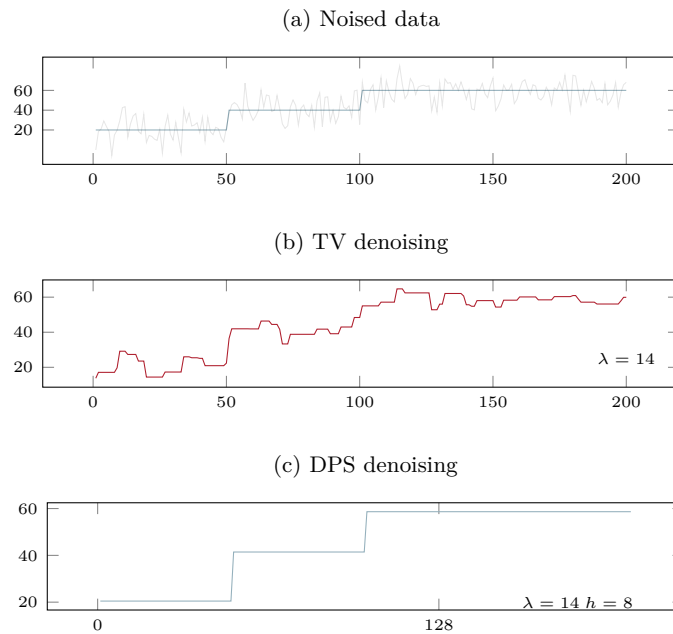 (a) Noised data
60
40
20
0 50 100 150 200
(b) TV denoising
60
40
20
λ = 14
0 50 100 150 200
(c) DPS denoising
60
40
20
λ = 14 h = 8
0 128